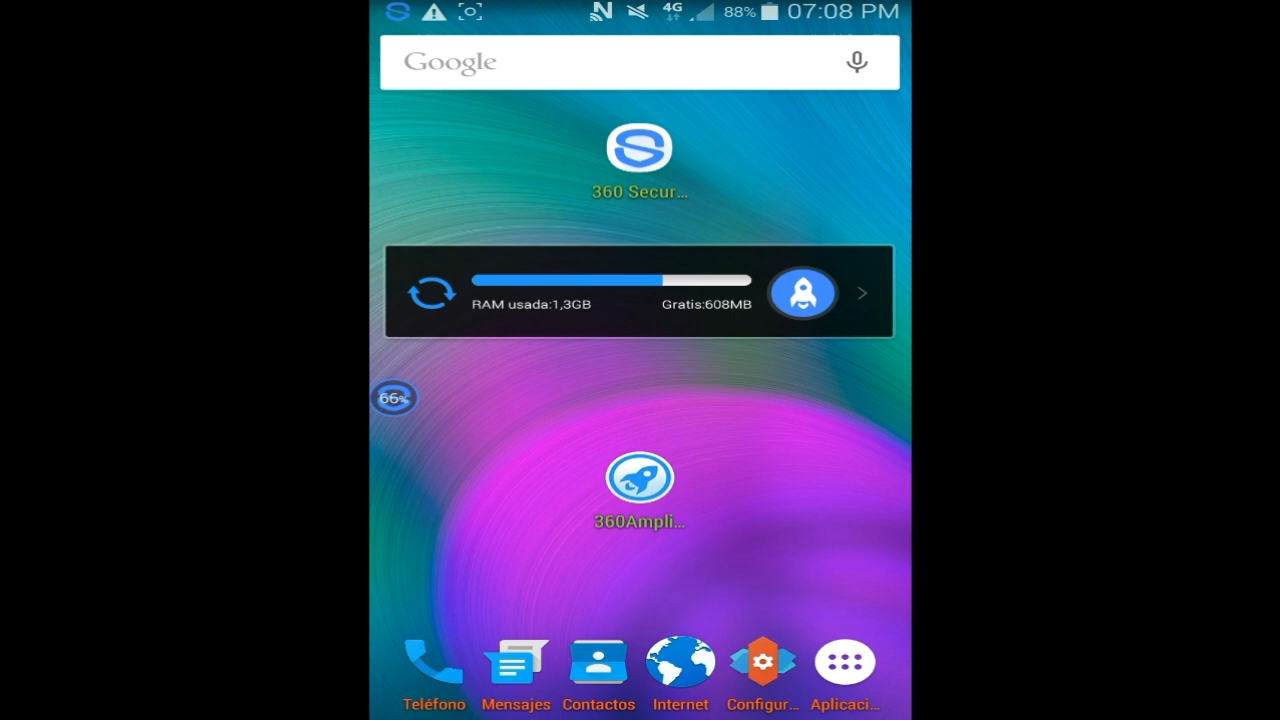 4G 88% 07:08 PM
Google
360 Secur...
RAM usada:1,3GB Gratis:608MB
66%
360Ampli...
Teléfono Mensajes Contactos Internet Configur... Aplicaci...